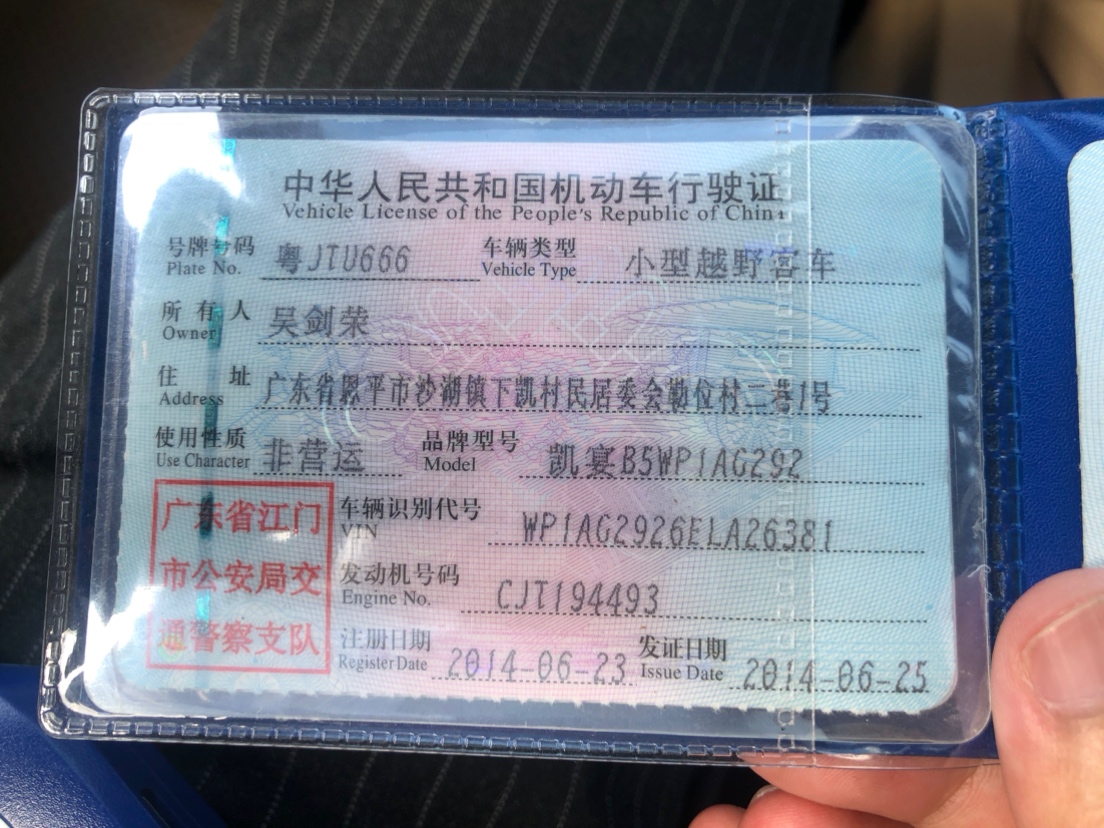 中华人民共和国机动车行驶证
Vehicle License of the People's Republic of China
号牌号码 粤JTU666 车辆类型 小型越野客车
Plate No. Vehicle Type
所有人 吴剑荣
Owner
住址 广东省恩平市沙湖镇下凯村民居委会勒位村二巷1号
Address
使用性质 非营运 品牌型号 凯宴B5WP1AG292
Use Character Model
车辆识别代号 WP1AG2926ELA26381
VIN
发动机号码 CJT194493
Engine No.
注册日期 2014-06-23 发证日期 2014-06-25
Register Date Issue Date
广东省江门
市公安局交
通警察支队